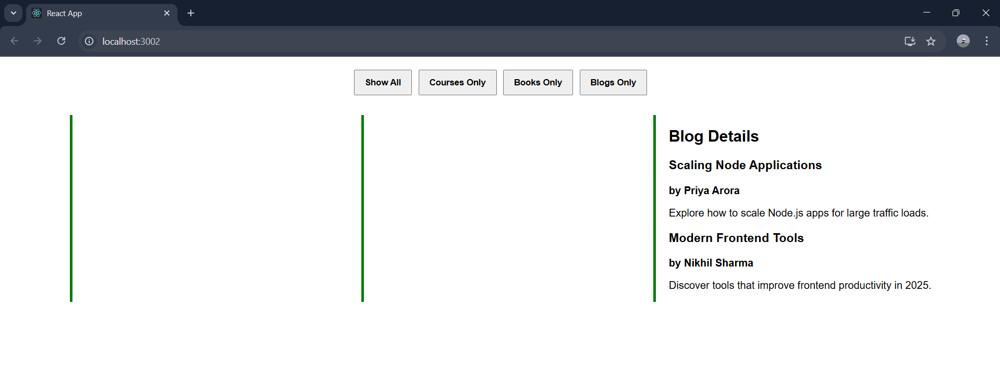 React App
localhost:3002
Show All
Courses Only
Books Only
Blogs Only
Blog Details
Scaling Node Applications
by Priya Arora
Explore how to scale Node.js apps for large traffic loads.
Modern Frontend Tools
by Nikhil Sharma
Discover tools that improve frontend productivity in 2025.